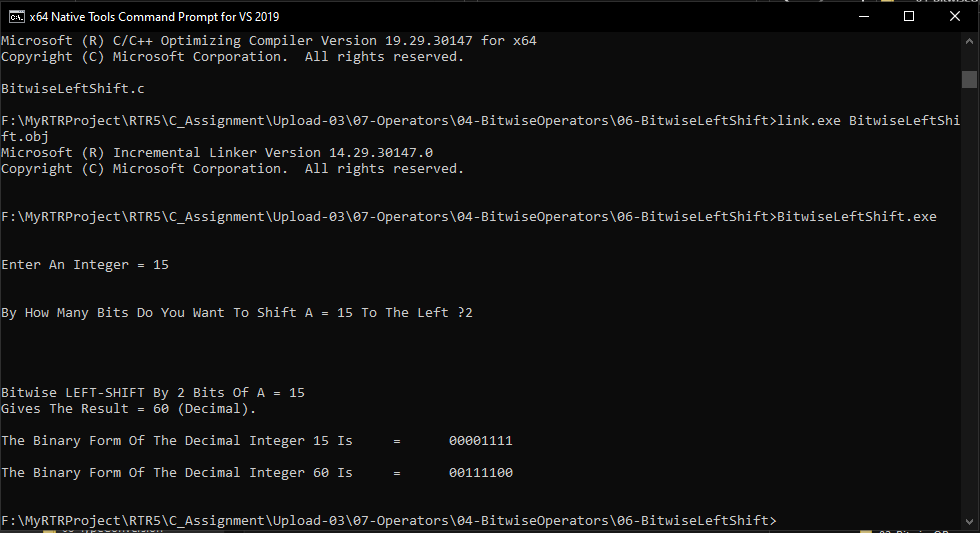 x64 Native Tools Command Prompt for VS 2019
Microsoft (R) C/C++ Optimizing Compiler Version 19.29.30147 for x64
Copyright (C) Microsoft Corporation.  All rights reserved.
BitwiseLeftShift.c
F:\MyRTRProject\RTR5\C_Assignment\Upload-03\07-Operators\04-BitwiseOperators\06-BitwiseLeftShift>link.exe BitwiseLeftShi
ft.obj
Microsoft (R) Incremental Linker Version 14.29.30147.0
Copyright (C) Microsoft Corporation.  All rights reserved.
F:\MyRTRProject\RTR5\C_Assignment\Upload-03\07-Operators\04-BitwiseOperators\06-BitwiseLeftShift>BitwiseLeftShift.exe
Enter An Integer = 15
By How Many Bits Do You Want To Shift A = 15 To The Left ?2
Bitwise LEFT-SHIFT By 2 Bits Of A = 15
Gives The Result = 60 (Decimal).
The Binary Form Of The Decimal Integer 15 Is     =      00001111
The Binary Form Of The Decimal Integer 60 Is     =      00111100
F:\MyRTRProject\RTR5\C_Assignment\Upload-03\07-Operators\04-BitwiseOperators\06-BitwiseLeftShift>